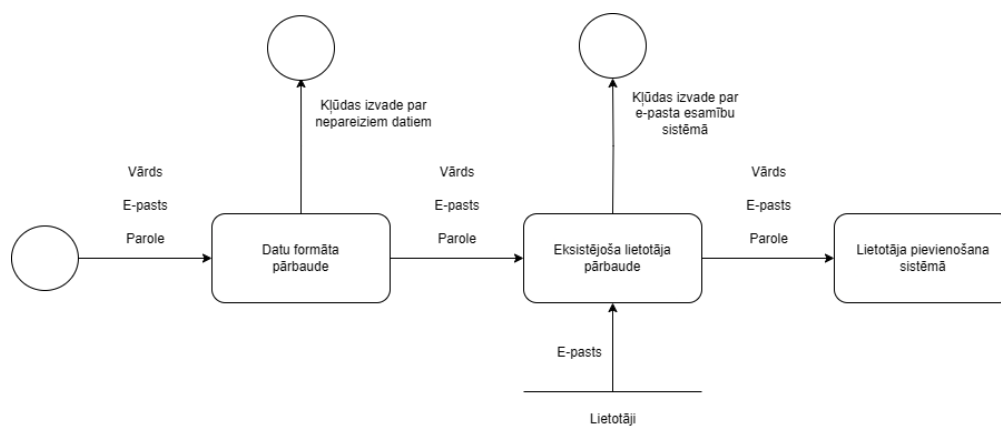 Kļūdas izvade par
nepareiziem datiem
Kļūdas izvade par
e-pasta esamību
sistēmā
Vārds
E-pasts
Parole
Vārds
E-pasts
Parole
Vārds
E-pasts
Parole
Datu formāta
pārbaude
Eksistējoša lietotāja
pārbaude
Lietotāja pievienošana
sistēmā
E-pasts
Lietotāji